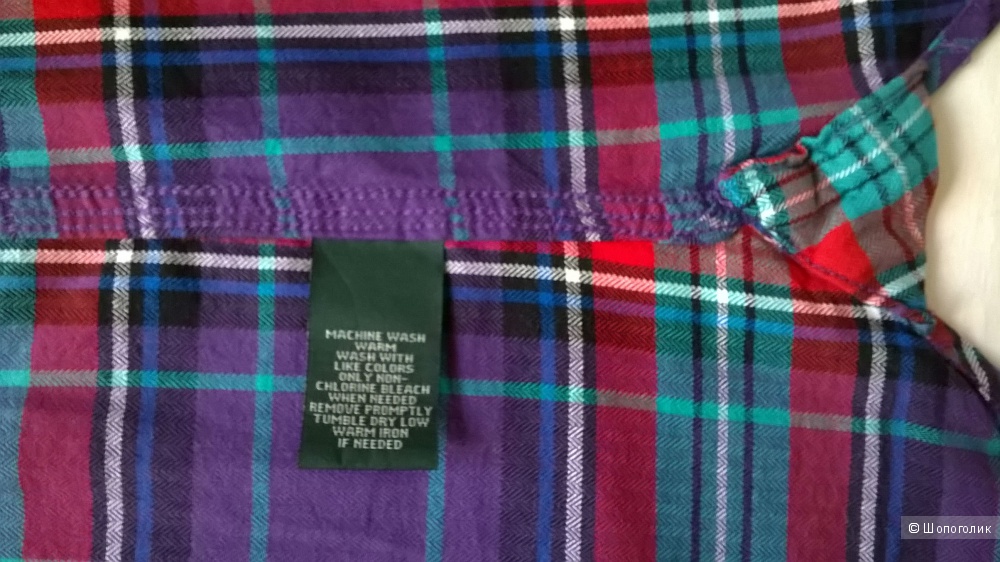 MACHINE WASH
WARM
WASH WITH
LIKE COLORS
ONLY NON-
CHLORINE BLEACH
WHEN NEEDED
REMOVE PROMPTLY
TUMBLE DRY LOW
WARM IRON
IF NEEDED
© Шопоголик